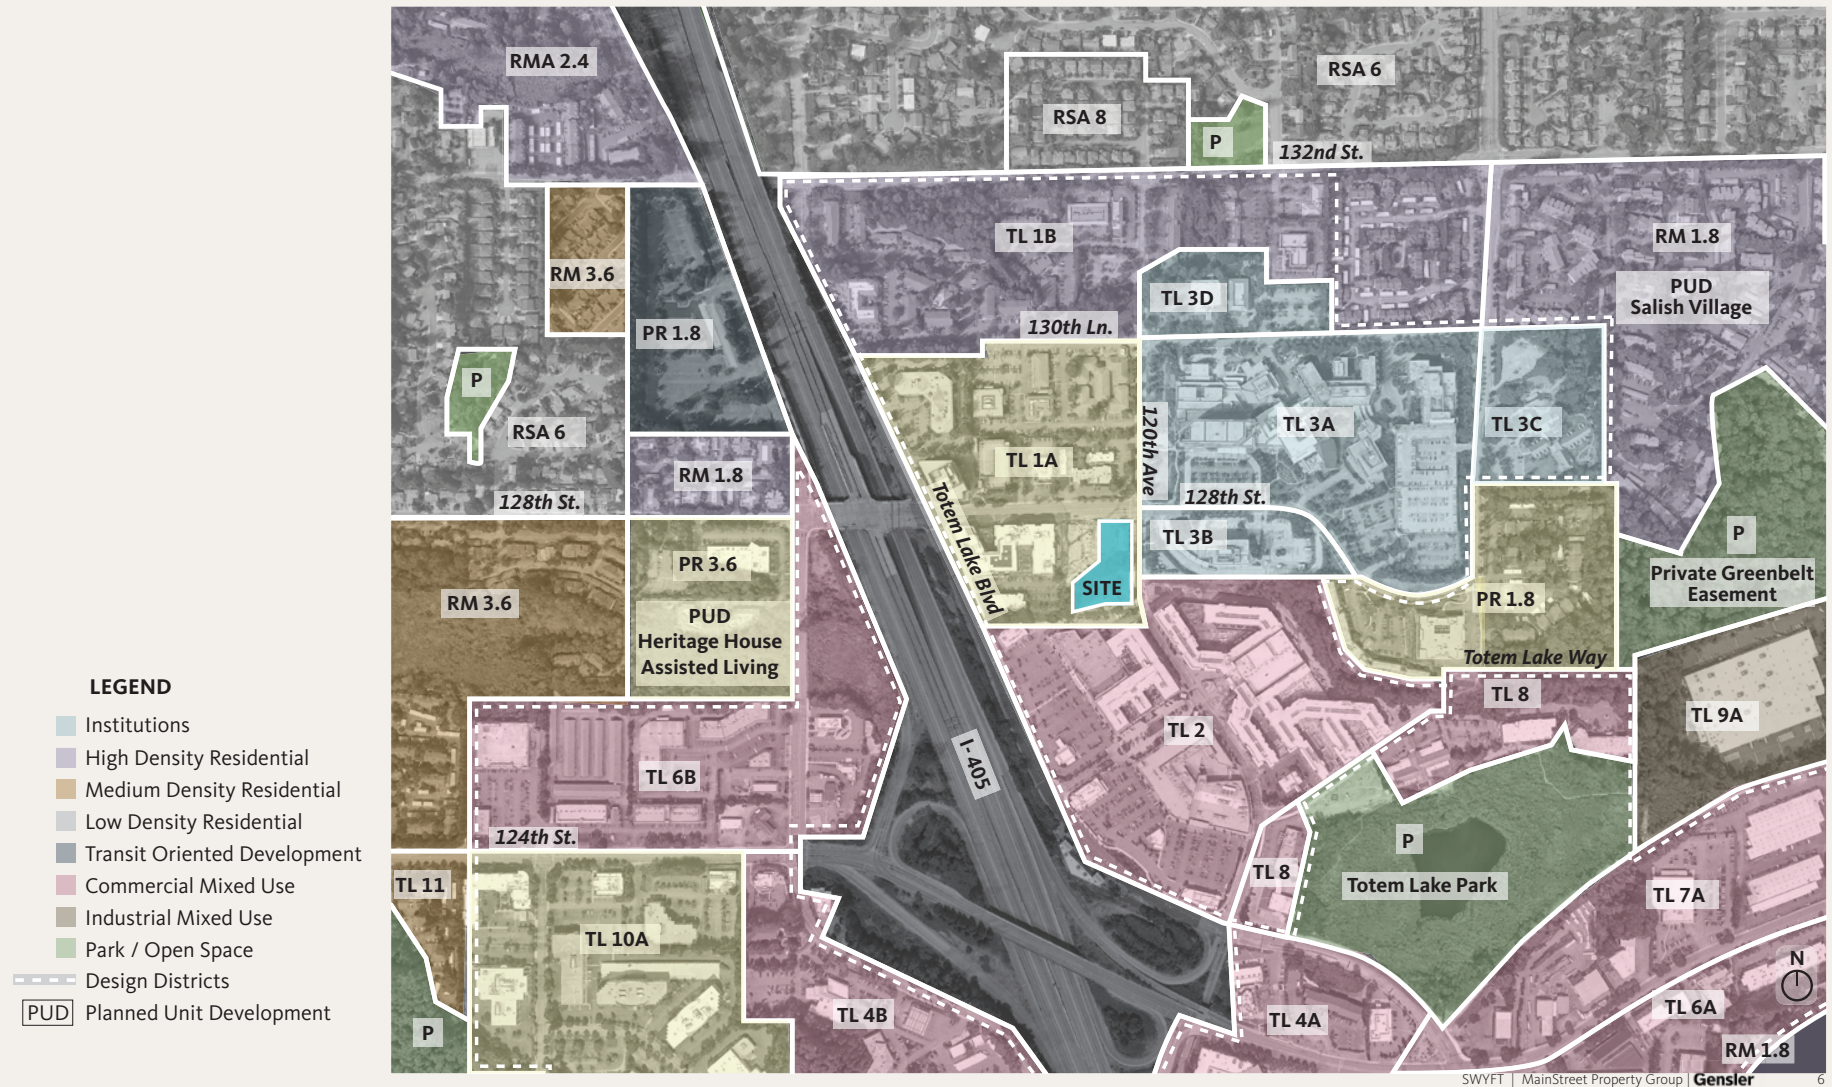 RMA 2.4
RSA 6
RSA 8
P
132nd St.
TL 1B
RM 1.8
RM 3.6
PUD
Salish Village
TL 3D
130th Ln.
PR 1.8
P
RSA 6
120th Ave
TL 3A
TL 3C
TL 1A
RM 1.8
128th St.
128th St.
Totem Lake Blvd
TL 3B
P
PR 3.6
Private Greenbelt
Easement
SITE
RM 3.6
PR 1.8
PUD
Heritage House
Assisted Living
Totem Lake Way
TL 8
TL 9A
TL 2
I-405
TL 6B
124th St.
P
TL 8
Totem Lake Park
TL 11
TL 7A
TL 10A
N
TL 4B
TL 4A
TL 6A
P
RM 1.8
LEGEND
Institutions
High Density Residential
Medium Density Residential
Low Density Residential
Transit Oriented Development
Commercial Mixed Use
Industrial Mixed Use
Park / Open Space
Design Districts
PUD Planned Unit Development
SWYFT | MainStreet Property Group | Gensler 6